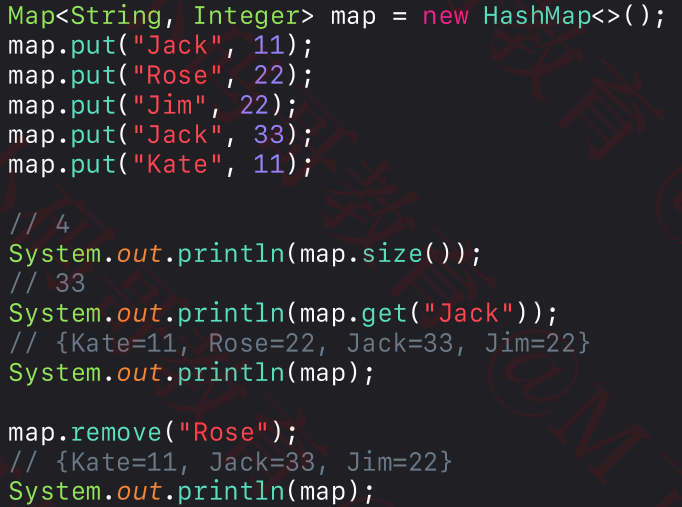 Map<String, Integer> map = new HashMap<>();
map.put("Jack", 11);
map.put("Rose", 22);
map.put("Jim", 22);
map.put("Jack", 33);
map.put("Kate", 11);
// 4
System.out.println(map.size());
// 33
System.out.println(map.get("Jack"));
// {Kate=11, Rose=22, Jack=33, Jim=22}
System.out.println(map);
map.remove("Rose");
// {Kate=11, Jack=33, Jim=22}
System.out.println(map);